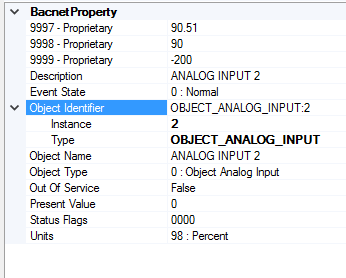 BacnetProperty
9997 - Proprietary 90.51
9998 - Proprietary 90
9999 - Proprietary -200
Description ANALOG INPUT 2
Event State 0 : Normal
Object Identifier OBJECT_ANALOG_INPUT:2
Instance 2
Type OBJECT_ANALOG_INPUT
Object Name ANALOG INPUT 2
Object Type 0 : Object Analog Input
Out Of Service False
Present Value 0
Status Flags 0000
Units 98 : Percent